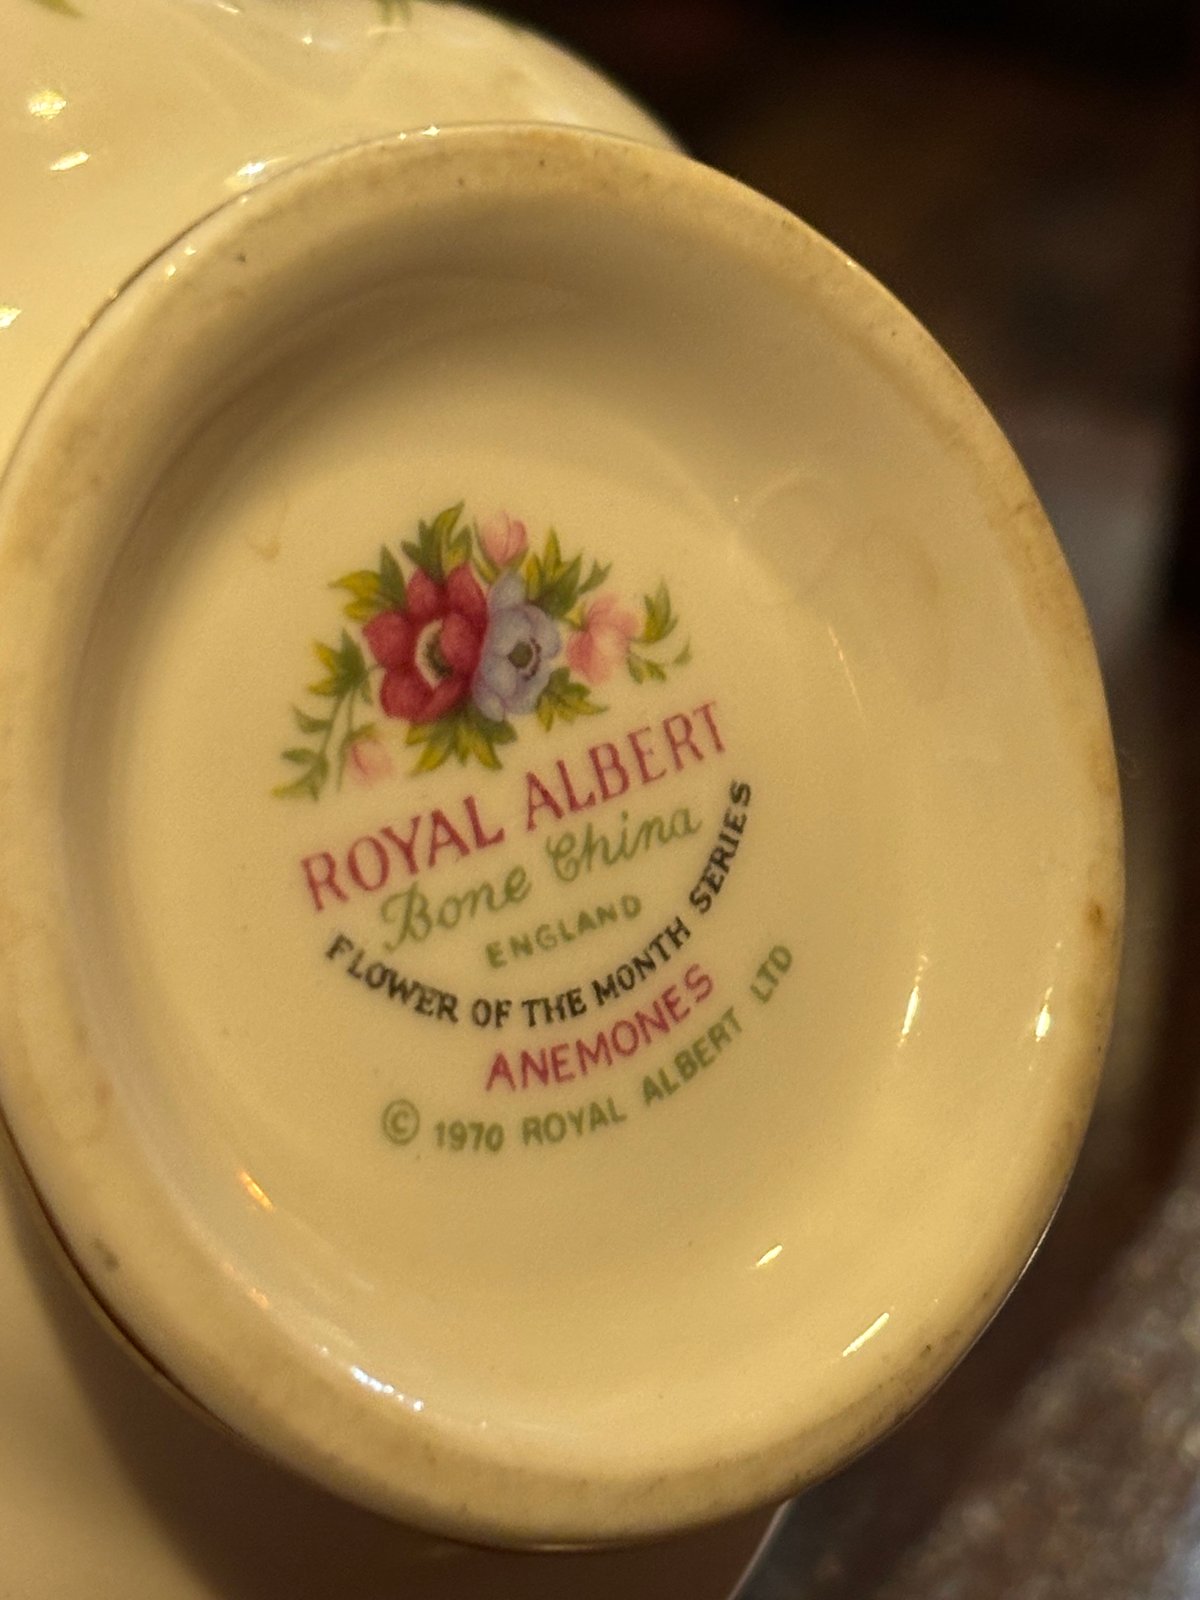 ROYAL ALBERT
Bone China
ENGLAND
FLOWER OF THE MONTH SERIES
ANEMONES
© 1970 ROYAL ALBERT LTD